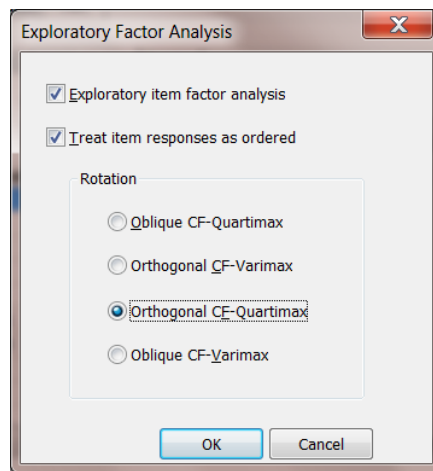 Exploratory Factor Analysis
Exploratory item factor analysis
Treat item responses as ordered
Rotation
Oblique CF-Quartimax
Orthogonal CF-Varimax
Orthogonal CF-Quartimax
Oblique CF-Varimax
OK Cancel